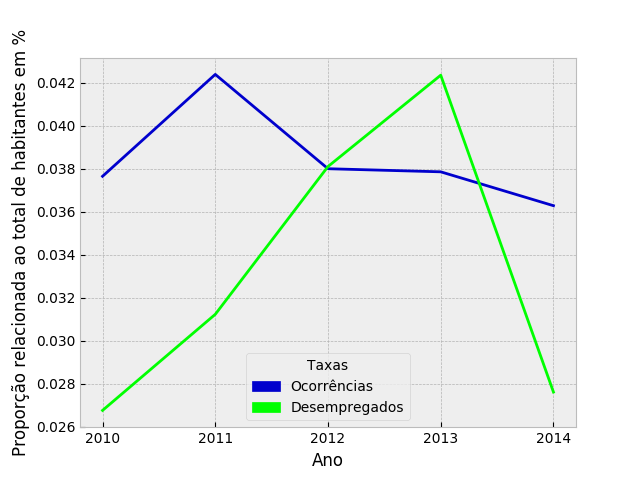 Proporção relacionada ao total de habitantes em %
0.042
0.040
0.038
0.036
0.034
0.032
0.030
0.028
0.026
Taxas
Ocorrências
Desempregados
2010 2011 2012 2013 2014
Ano